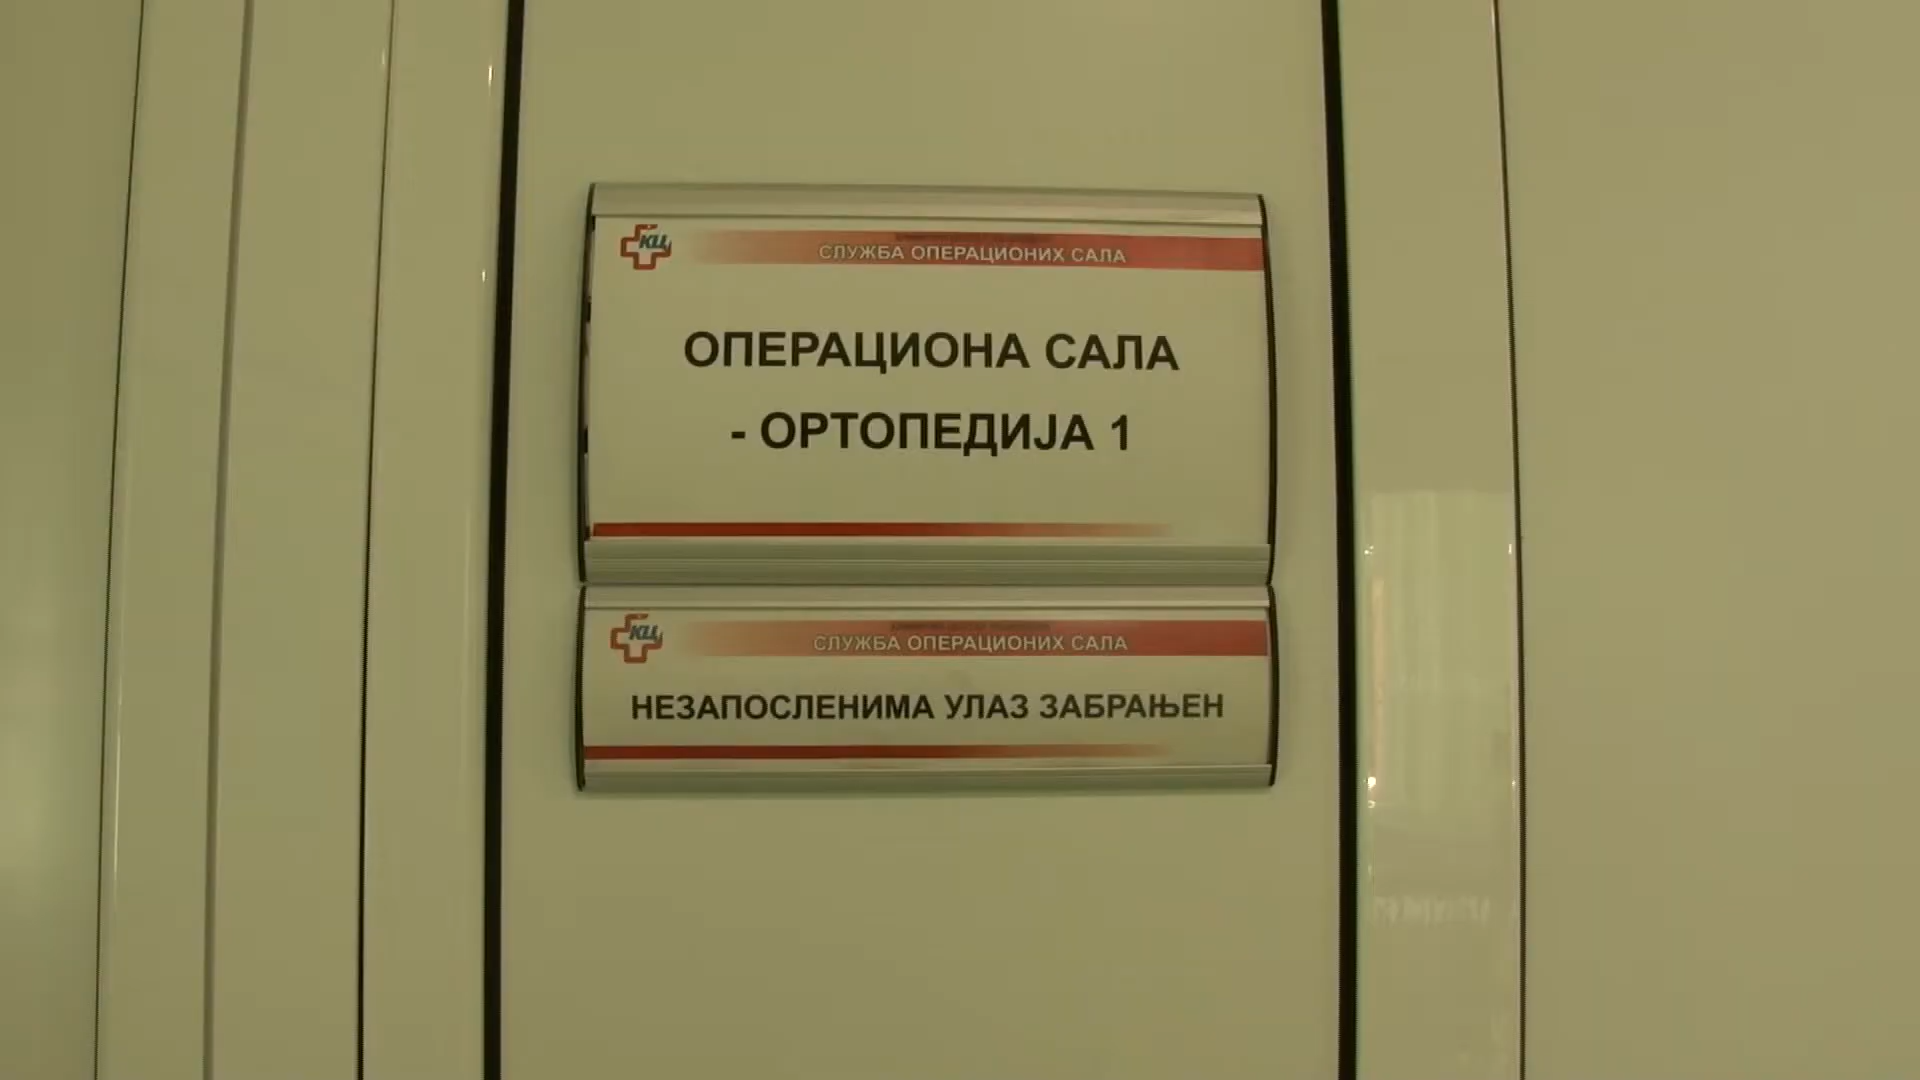 КЦ
СЛУЖБА ОПЕРАЦИОНИХ САЛА
ОПЕРАЦИОНА САЛА
- ОРТОПЕДИЈА 1
КЦ
СЛУЖБА ОПЕРАЦИОНИХ САЛА
НЕЗАПОСЛЕНИМА УЛАЗ ЗАБРАЊЕН